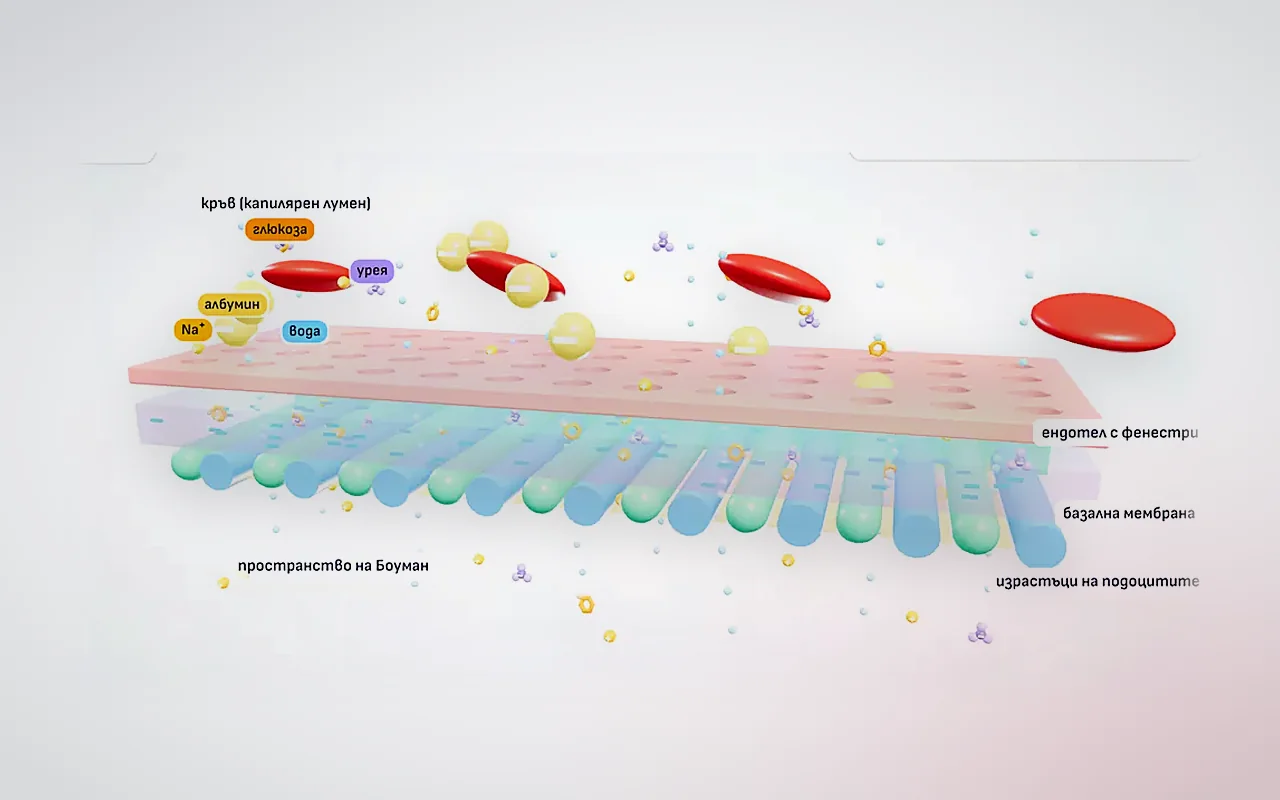 кръв (капилярен лумен)
глюкоза
урея
албумин
Na⁺
вода
ендотел с фенестри
базална мембрана
пространство на Боуман
израстъци на подоцитите